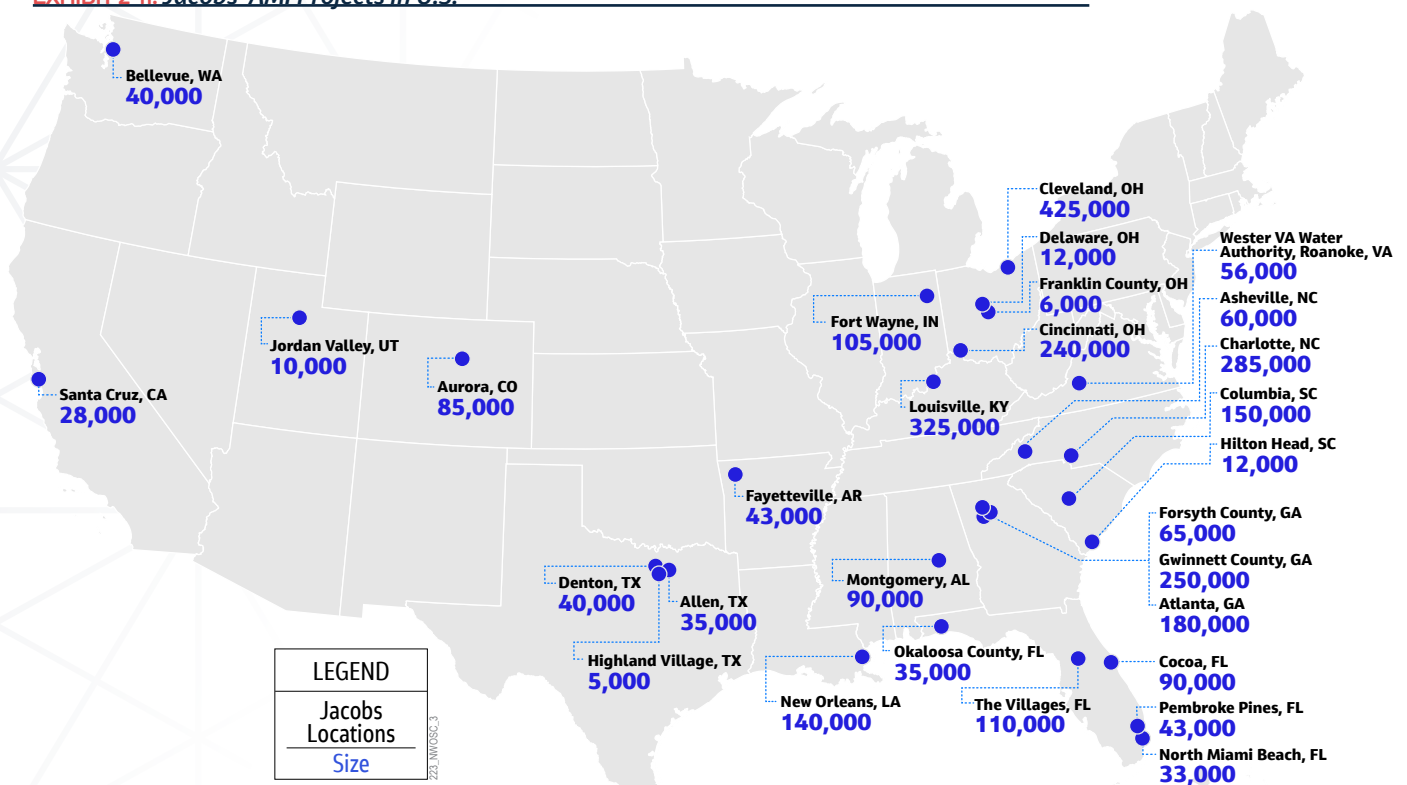 EXHIBIT 2-n. Jacobs' AMI Projects in U.S.
Bellevue, WA
40,000
Cleveland, OH
425,000
Delaware, OH
12,000
Wester VA Water
Authority, Roanoke, VA
56,000
Franklin County, OH
6,000
Asheville, NC
60,000
Fort Wayne, IN
105,000
Cincinnati, OH
240,000
Charlotte, NC
285,000
Jordan Valley, UT
10,000
Aurora, CO
85,000
Santa Cruz, CA
28,000
Louisville, KY
325,000
Columbia, SC
150,000
Hilton Head, SC
12,000
Fayetteville, AR
43,000
Forsyth County, GA
65,000
Gwinnett County, GA
250,000
Atlanta, GA
180,000
Denton, TX
40,000
Allen, TX
35,000
Montgomery, AL
90,000
Highland Village, TX
5,000
Okaloosa County, FL
35,000
Cocoa, FL
90,000
New Orleans, LA
140,000
The Villages, FL
110,000
Pembroke Pines, FL
43,000
North Miami Beach, FL
33,000
LEGEND
Jacobs
Locations
Size
223_NWOSC_3